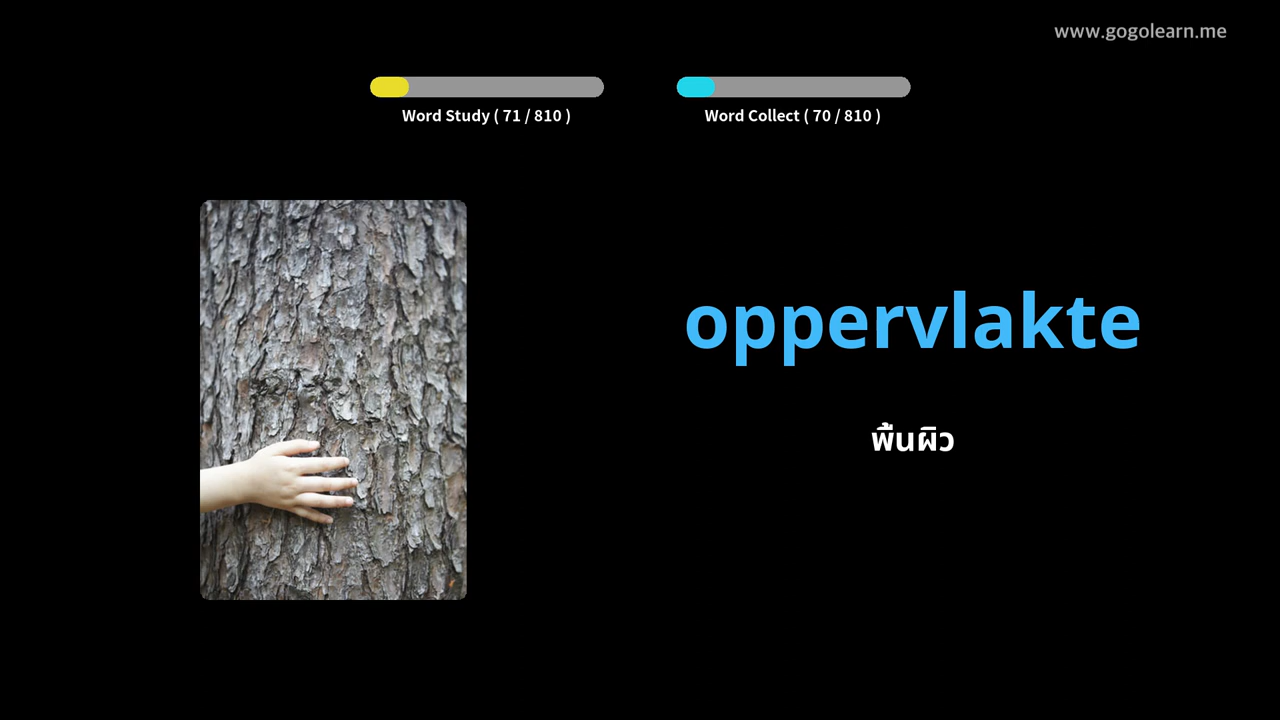 www.gogolearn.me
Word Study ( 71 / 810 )
Word Collect ( 70 / 810 )
oppervlakte
พื้นผิว